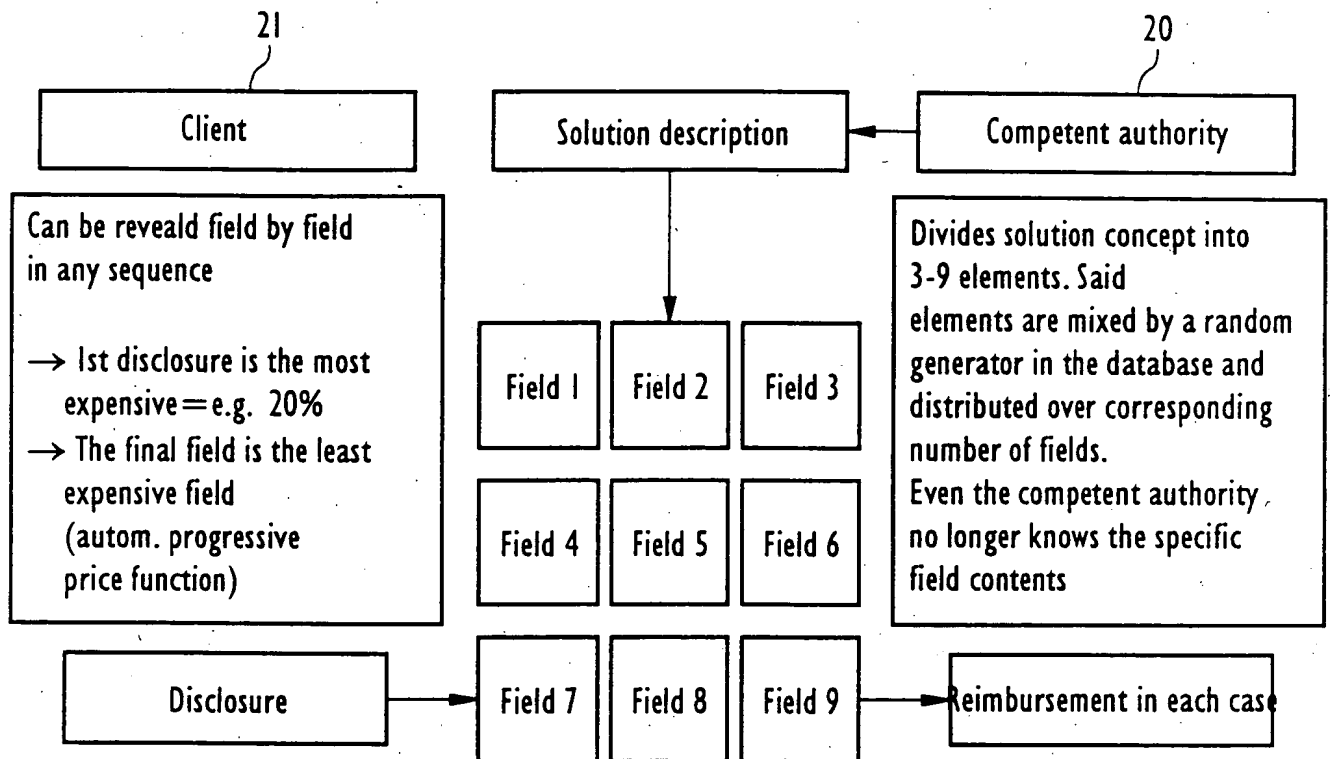 21
20
Client
Solution description
Competent authority
Can be reveald field by field
in any sequence
→ 1st disclosure is the most
expensive=e.g. 20%
→ The final field is the least
expensive field
(autom. progressive
price function)
Field 1
Field 2
Field 3
Field 4
Field 5
Field 6
Divides solution concept into
3-9 elements. Said
elements are mixed by a random
generator in the database and
distributed over corresponding
number of fields.
Even the competent authority
no longer knows the specific
field contents
Disclosure
Field 7
Field 8
Field 9
Reimbursement in each case